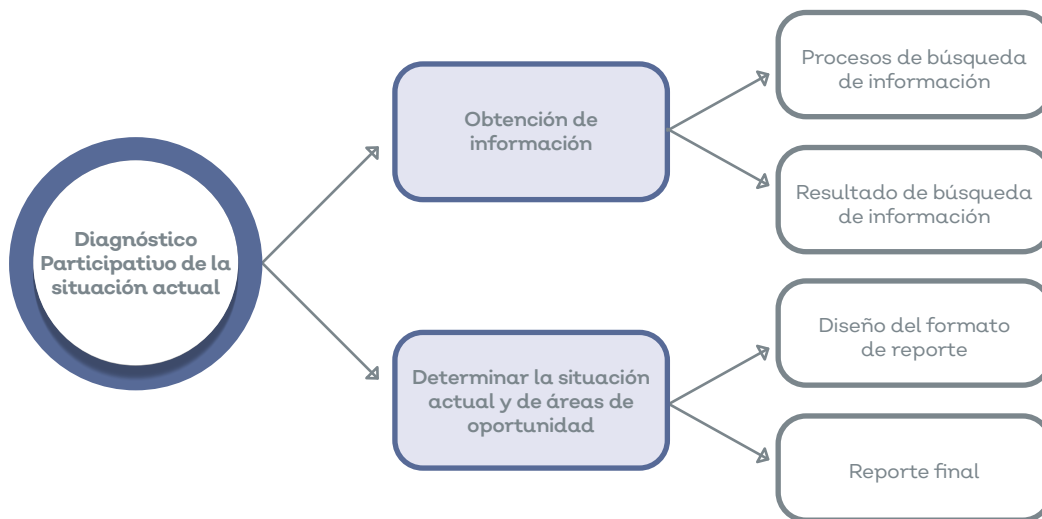 Diagnóstico
Participativo de la
situación actual
Obtención de
información
Procesos de búsqueda
de información
Resultado de búsqueda
de información
Determinar la situación
actual y de áreas de
oportunidad
Diseño del formato
de reporte
Reporte final